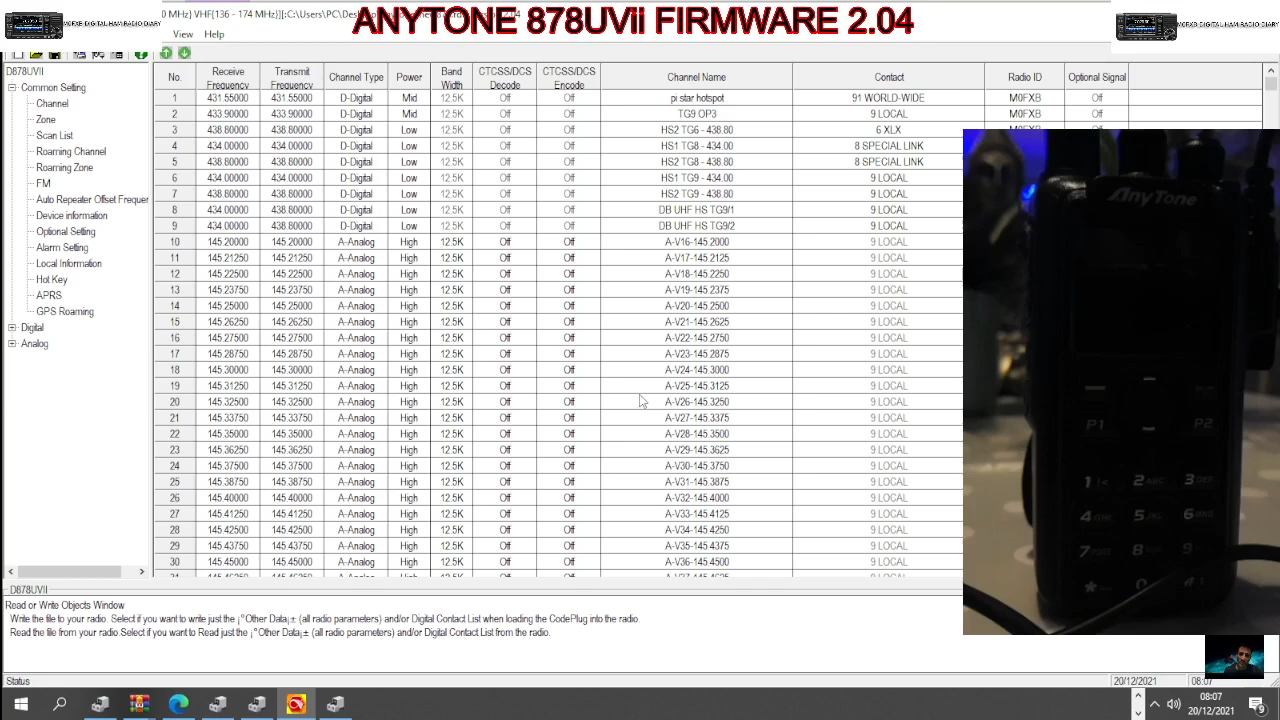 0 MHz) VHF(136 - 174 MHz)][:C:\Users\PC\Des
2.04
ANYTONE 878UVii FIRMWARE 2.04
M0FXB DIGITAL HAM RADIO DIARY
M0FXB DIGITAL HAM RADIO DIARY
View Help
D878UVII
Common Setting
Channel
Zone
Scan List
Roaming Channel
Roaming Zone
FM
Auto Repeater Offset Frequer
Device information
Optional Setting
Alarm Setting
Local Information
Hot Key
APRS
GPS Roaming
Digital
Analog
No. Receive Frequency Transmit Frequency Channel Type Power Band Width CTCSS/DCS Decode CTCSS/DCS Encode Channel Name Contact Radio ID Optional Signal
1 431.55000 431.55000 D-Digital Mid 12.5K Off Off pi star hotspot 91 WORLD-WIDE M0FXB Off
2 433.90000 433.90000 D-Digital Mid 12.5K Off Off TG9 OP3 9 LOCAL M0FXB Off
3 438.80000 438.80000 D-Digital Low 12.5K Off Off HS2 TG6 - 438.80 6 XLX M0FXB Off
4 434.00000 434.00000 D-Digital Low 12.5K Off Off HS1 TG8 - 434.00 8 SPECIAL LINK
5 438.80000 438.80000 D-Digital Low 12.5K Off Off HS2 TG8 - 438.80 8 SPECIAL LINK
6 434.00000 434.00000 D-Digital Low 12.5K Off Off HS1 TG9 - 434.00 9 LOCAL
7 438.80000 438.80000 D-Digital Low 12.5K Off Off HS2 TG9 - 438.80 9 LOCAL
8 434.00000 438.80000 D-Digital Low 12.5K Off Off DB UHF HS TG9/1 9 LOCAL
9 434.00000 438.80000 D-Digital Low 12.5K Off Off DB UHF HS TG9/2 9 LOCAL
10 145.20000 145.20000 A-Analog High 12.5K Off Off A-V16-145.2000 9 LOCAL
11 145.21250 145.21250 A-Analog High 12.5K Off Off A-V17-145.2125 9 LOCAL
12 145.22500 145.22500 A-Analog High 12.5K Off Off A-V18-145.2250 9 LOCAL
13 145.23750 145.23750 A-Analog High 12.5K Off Off A-V19-145.2375 9 LOCAL
14 145.25000 145.25000 A-Analog High 12.5K Off Off A-V20-145.2500 9 LOCAL
15 145.26250 145.26250 A-Analog High 12.5K Off Off A-V21-145.2625 9 LOCAL
16 145.27500 145.27500 A-Analog High 12.5K Off Off A-V22-145.2750 9 LOCAL
17 145.28750 145.28750 A-Analog High 12.5K Off Off A-V23-145.2875 9 LOCAL
18 145.30000 145.30000 A-Analog High 12.5K Off Off A-V24-145.3000 9 LOCAL
19 145.31250 145.31250 A-Analog High 12.5K Off Off A-V25-145.3125 9 LOCAL
20 145.32500 145.32500 A-Analog High 12.5K Off Off A-V26-145.3250 9 LOCAL
21 145.33750 145.33750 A-Analog High 12.5K Off Off A-V27-145.3375 9 LOCAL
22 145.35000 145.35000 A-Analog High 12.5K Off Off A-V28-145.3500 9 LOCAL
23 145.36250 145.36250 A-Analog High 12.5K Off Off A-V29-145.3625 9 LOCAL
24 145.37500 145.37500 A-Analog High 12.5K Off Off A-V30-145.3750 9 LOCAL
25 145.38750 145.38750 A-Analog High 12.5K Off Off A-V31-145.3875 9 LOCAL
26 145.40000 145.40000 A-Analog High 12.5K Off Off A-V32-145.4000 9 LOCAL
27 145.41250 145.41250 A-Analog High 12.5K Off Off A-V33-145.4125 9 LOCAL
28 145.42500 145.42500 A-Analog High 12.5K Off Off A-V34-145.4250 9 LOCAL
29 145.43750 145.43750 A-Analog High 12.5K Off Off A-V35-145.4375 9 LOCAL
30 145.45000 145.45000 A-Analog High 12.5K Off Off A-V36-145.4500 9 LOCAL
AnyTone
P1 P2
1 2 ABC 3 DEF
4 5 6
7 8 9
* 0
D878UVII
Read or Write Objects Window
Write the file to your radio. Select if you want to write just the ¡°Other Data¡± (all radio parameters) and/or Digital Contact List when loading the CodePlug into the radio.
Read the file from your radio.Select if you want to Read just the ¡°Other Data¡± (all radio parameters) and/or Digital Contact List from the radio.
Status 20/12/2021 08:07
08:07
20/12/2021
9